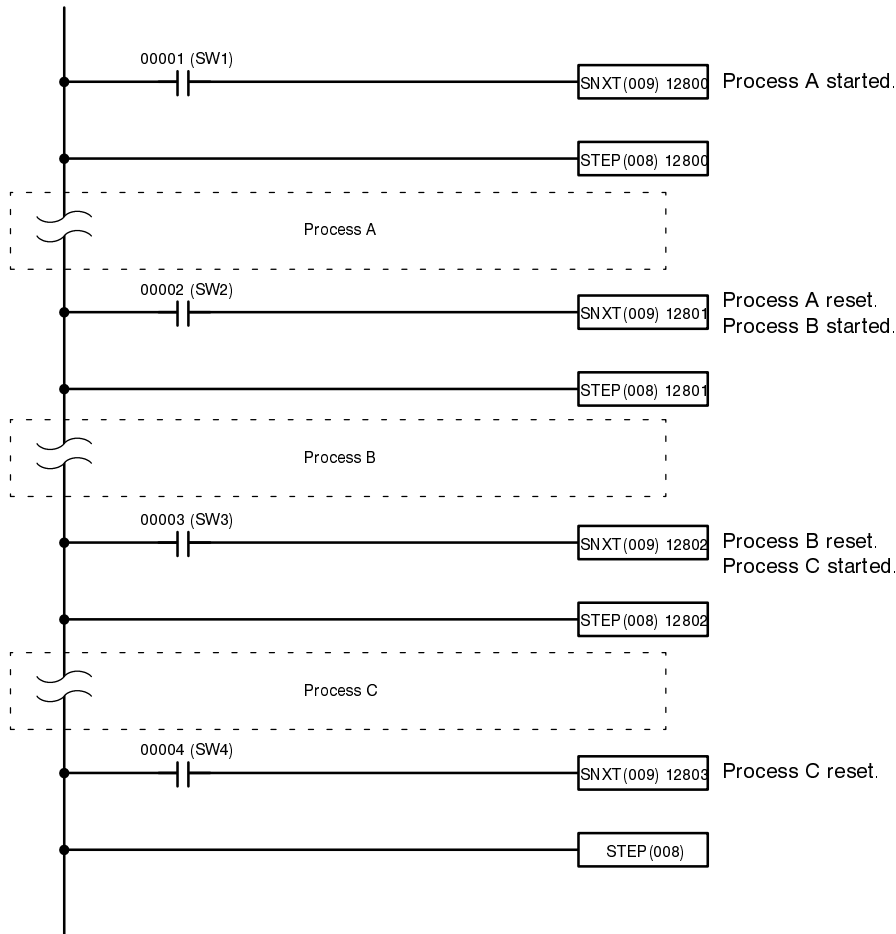 00001 (SW1)
SNXT(009) 12800 Process A started.
STEP(008) 12800
Process A
00002 (SW2)
SNXT(009) 12801 Process A reset.
Process B started.
STEP(008) 12801
Process B
00003 (SW3)
SNXT(009) 12802 Process B reset.
Process C started.
STEP(008) 12802
Process C
00004 (SW4)
SNXT(009) 12803 Process C reset.
STEP(008)